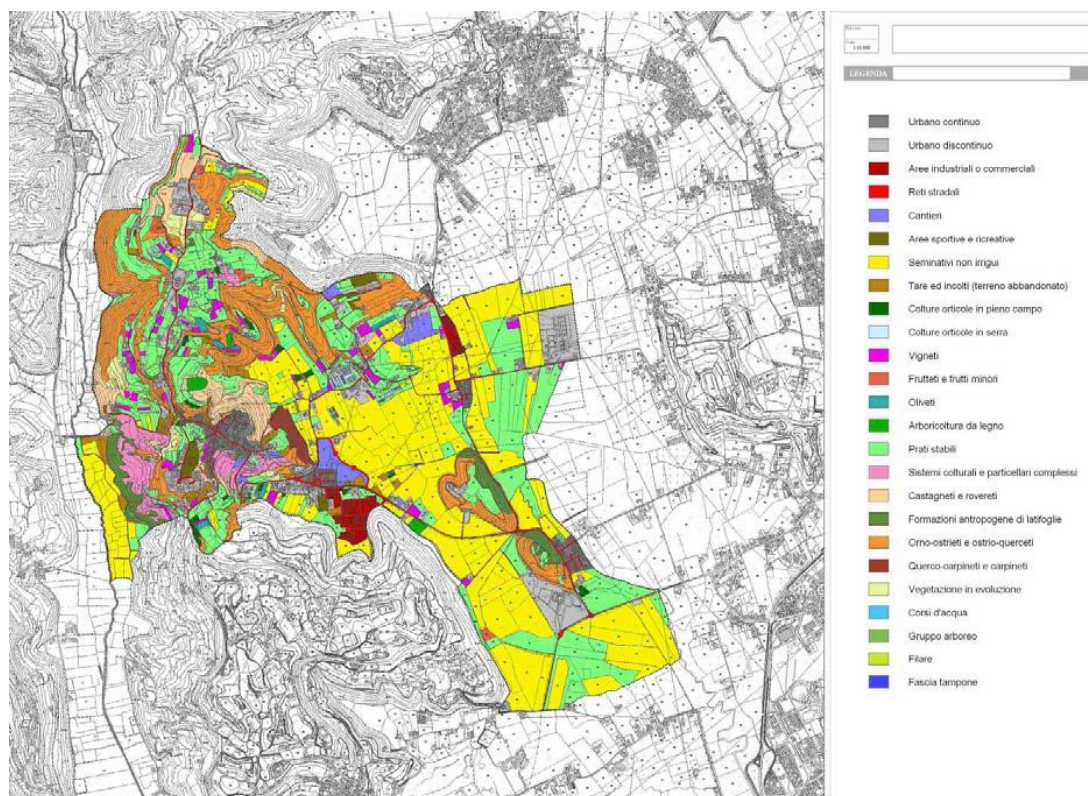 LEGENDA
Urbano continuo
Urbano discontinuo
Aree industriali o commerciali
Reti stradali
Cantieri
Aree sportive e ricreative
Seminativi non irrigui
Tare ed incolti (terreno abbandonato)
Colture orticole in pieno campo
Colture orticole in serra
Vigneti
Frutteti e frutti minori
Oliveti
Arboricoltura da legno
Prati stabili
Sistemi colturali e particellari complessi
Castagneti e rovereti
Formazioni antropogene di latifoglie
Orno-ostrieti e ostrio-querceti
Querco-carpineti e carpineti
Vegetazione in evoluzione
Corsi d'acqua
Gruppo arboreo
Filare
Fascia tampone